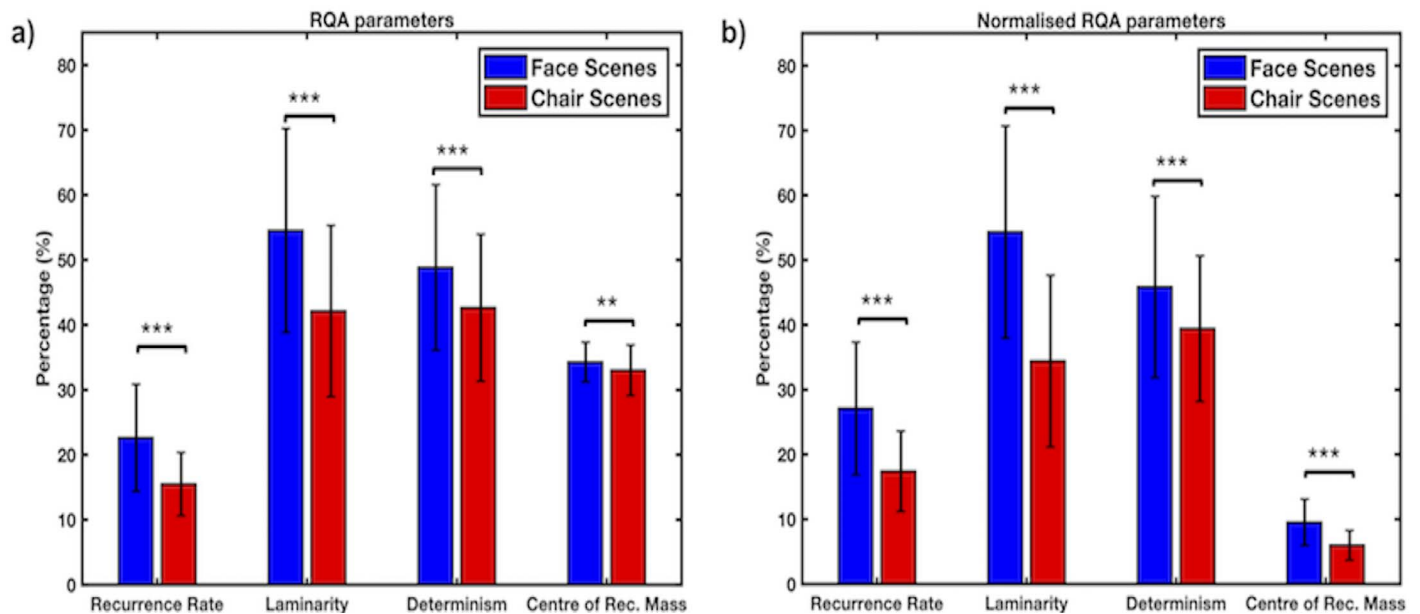 a)
RQA parameters
Percentage (%)
80
70
60
50
40
30
20
10
0
Face Scenes
Chair Scenes
***
***
***
**
Recurrence Rate
Laminarity
Determinism
Centre of Rec. Mass
b)
Normalised RQA parameters
Percentage (%)
80
70
60
50
40
30
20
10
0
Face Scenes
Chair Scenes
***
***
***
***
Recurrence Rate
Laminarity
Determinism
Centre of Rec. Mass